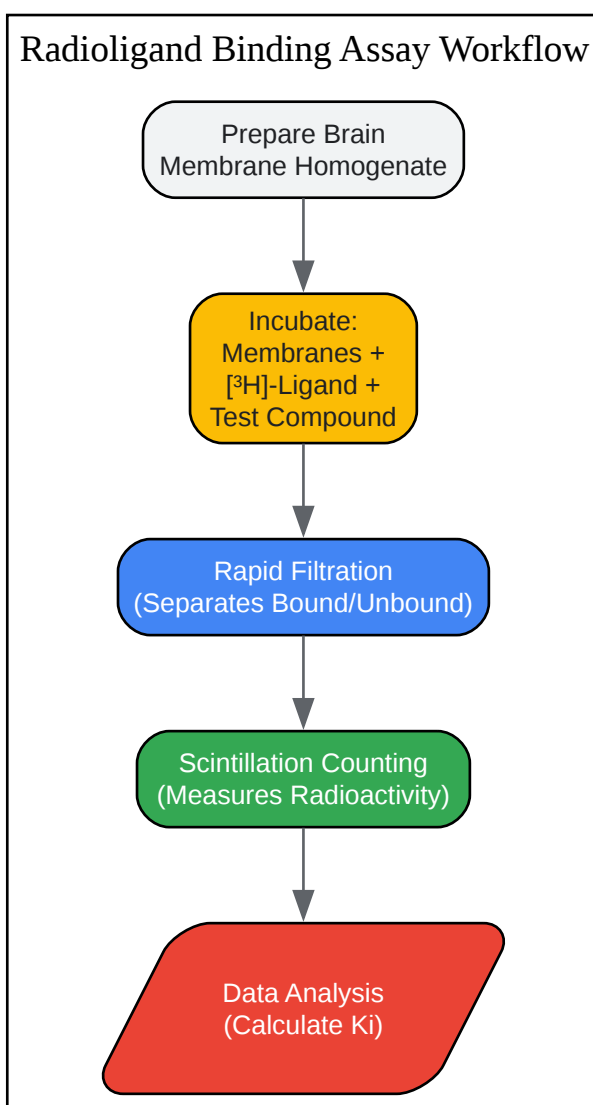 Radioligand Binding Assay Workflow
Prepare Brain
Membrane Homogenate
Incubate:
Membranes +
[³H]-Ligand +
Test Compound
Rapid Filtration
(Separates Bound/Unbound)
Scintillation Counting
(Measures Radioactivity)
Data Analysis
(Calculate Ki)